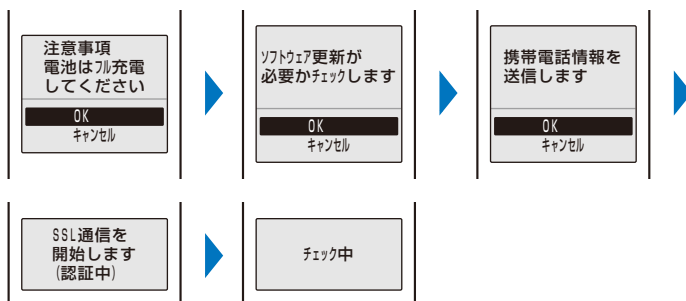 注意事項
電池はﾌﾙ充電
してください
OK
ｷｬﾝｾﾙ
ｿﾌﾄｳｪｱ更新が
必要かﾁｪｯｸします
OK
ｷｬﾝｾﾙ
携帯電話情報を
送信します
OK
ｷｬﾝｾﾙ
SSL通信を
開始します
(認証中)
ﾁｪｯｸ中